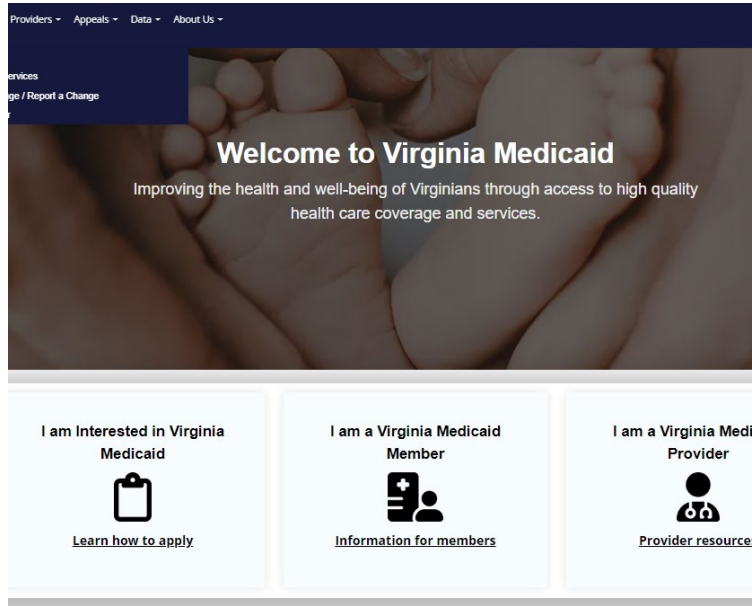 Providers Appeals Data About Us
ervices
ge / Report a Change
r
Welcome to Virginia Medicaid
Improving the health and well-being of Virginians through access to high quality
health care coverage and services.
I am Interested in Virginia
Medicaid
Learn how to apply
I am a Virginia Medicaid
Member
Information for members
I am a Virginia Medi
Provider
Provider resources